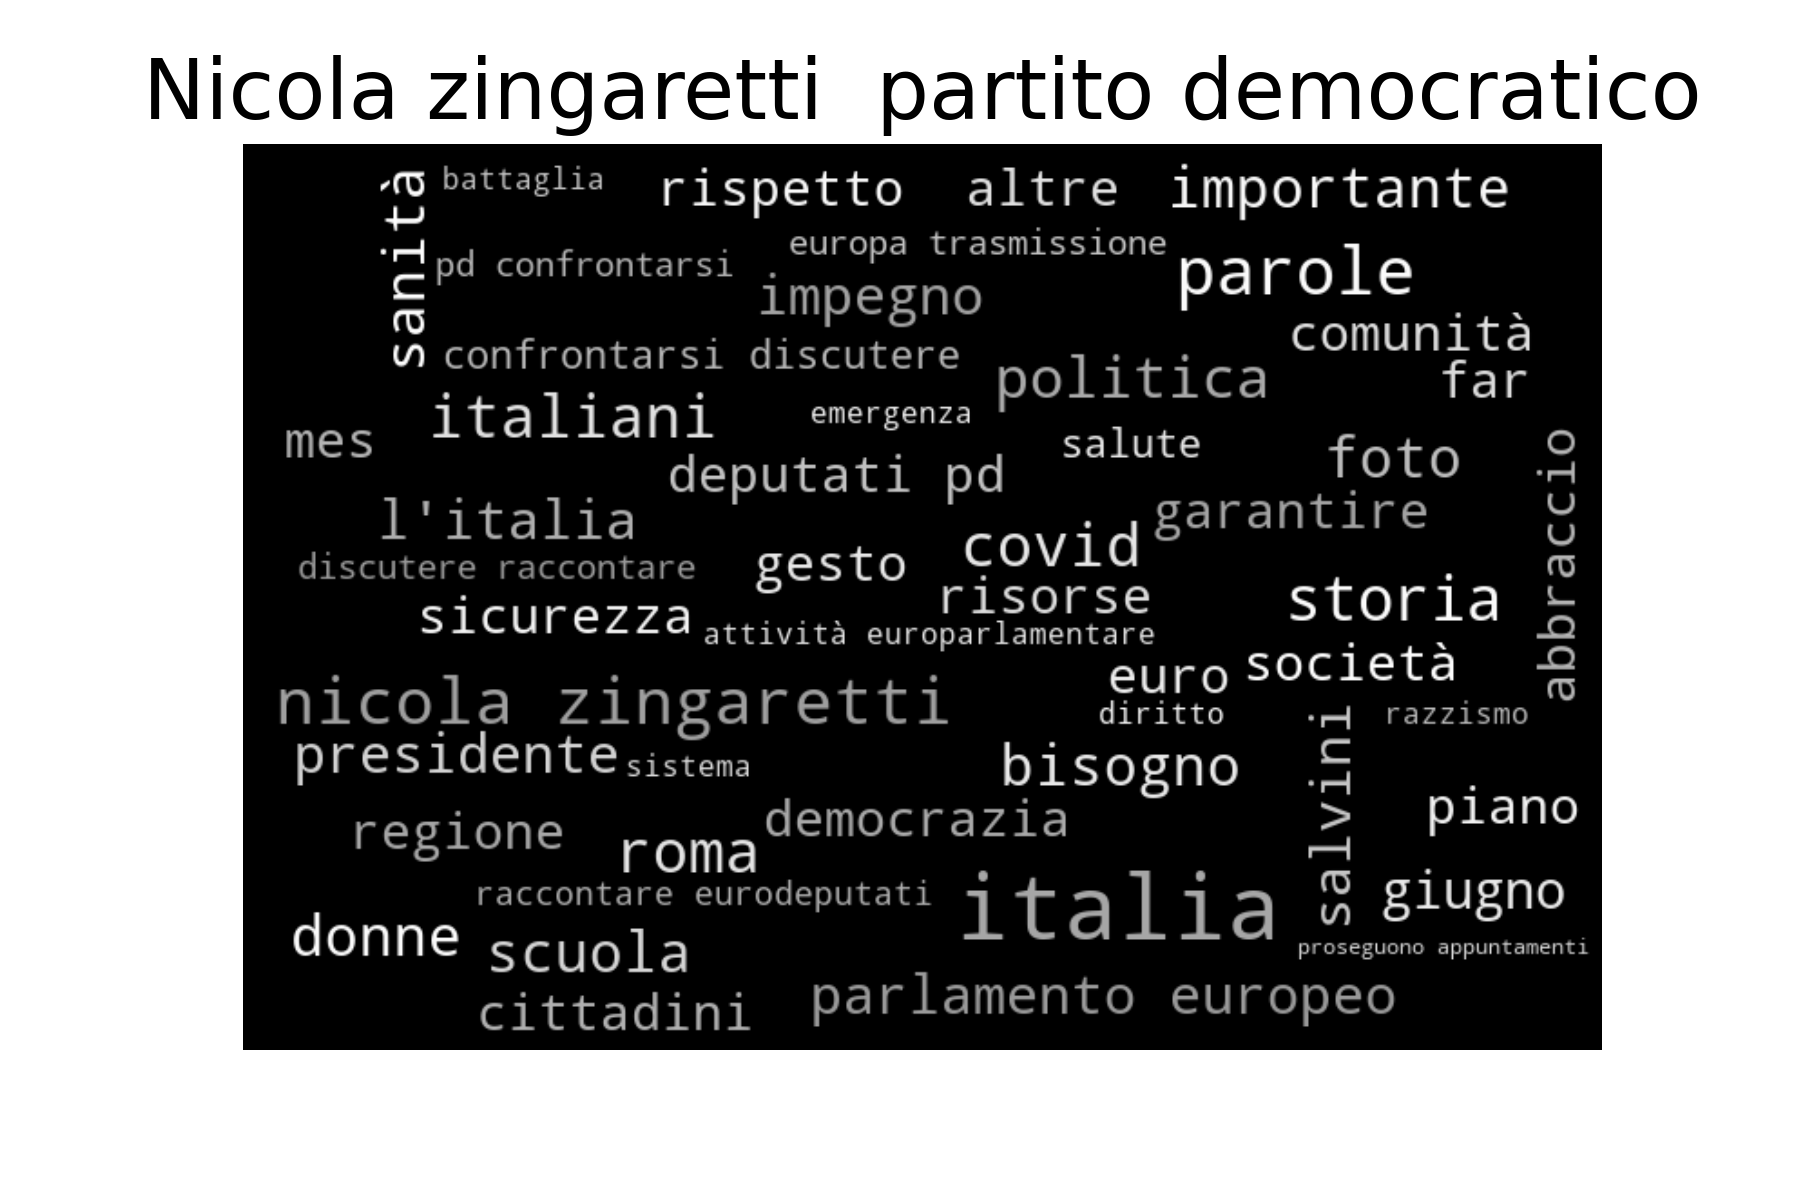 Nicola zingaretti  partito democratico
sanità
battaglia
rispetto
altre
importante
europa trasmissione
pd confrontarsi
parole
impegno
comunità
confrontarsi discutere
politica
far
italiani
emergenza
mes
salute
foto
deputati pd
abbraccio
l'italia
garantire
covid
discutere raccontare
gesto
risorse
storia
sicurezza
attività europarlamentare
società
euro
nicola zingaretti
diritto
razzismo
salvini
presidente
sistema
bisogno
piano
democrazia
regione
roma
raccontare eurodeputati
italia
giugno
donne
scuola
proseguono appuntamenti
parlamento europeo
cittadini